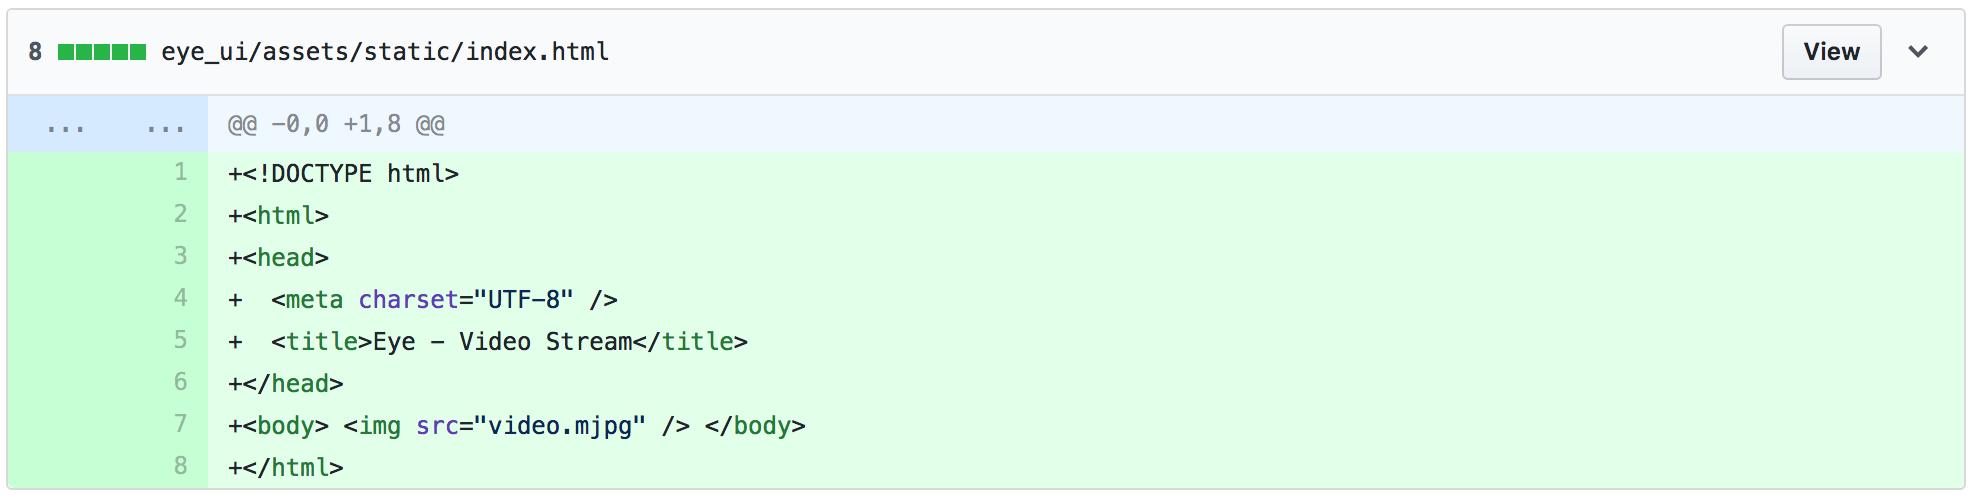 8 eye_ui/assets/static/index.html View
... ... @@ -0,0 +1,8 @@
1 +<!DOCTYPE html>
2 +<html>
3 +<head>
4 +  <meta charset="UTF-8" />
5 +  <title>Eye - Video Stream</title>
6 +</head>
7 +<body> <img src="video.mjpg" /> </body>
8 +</html>